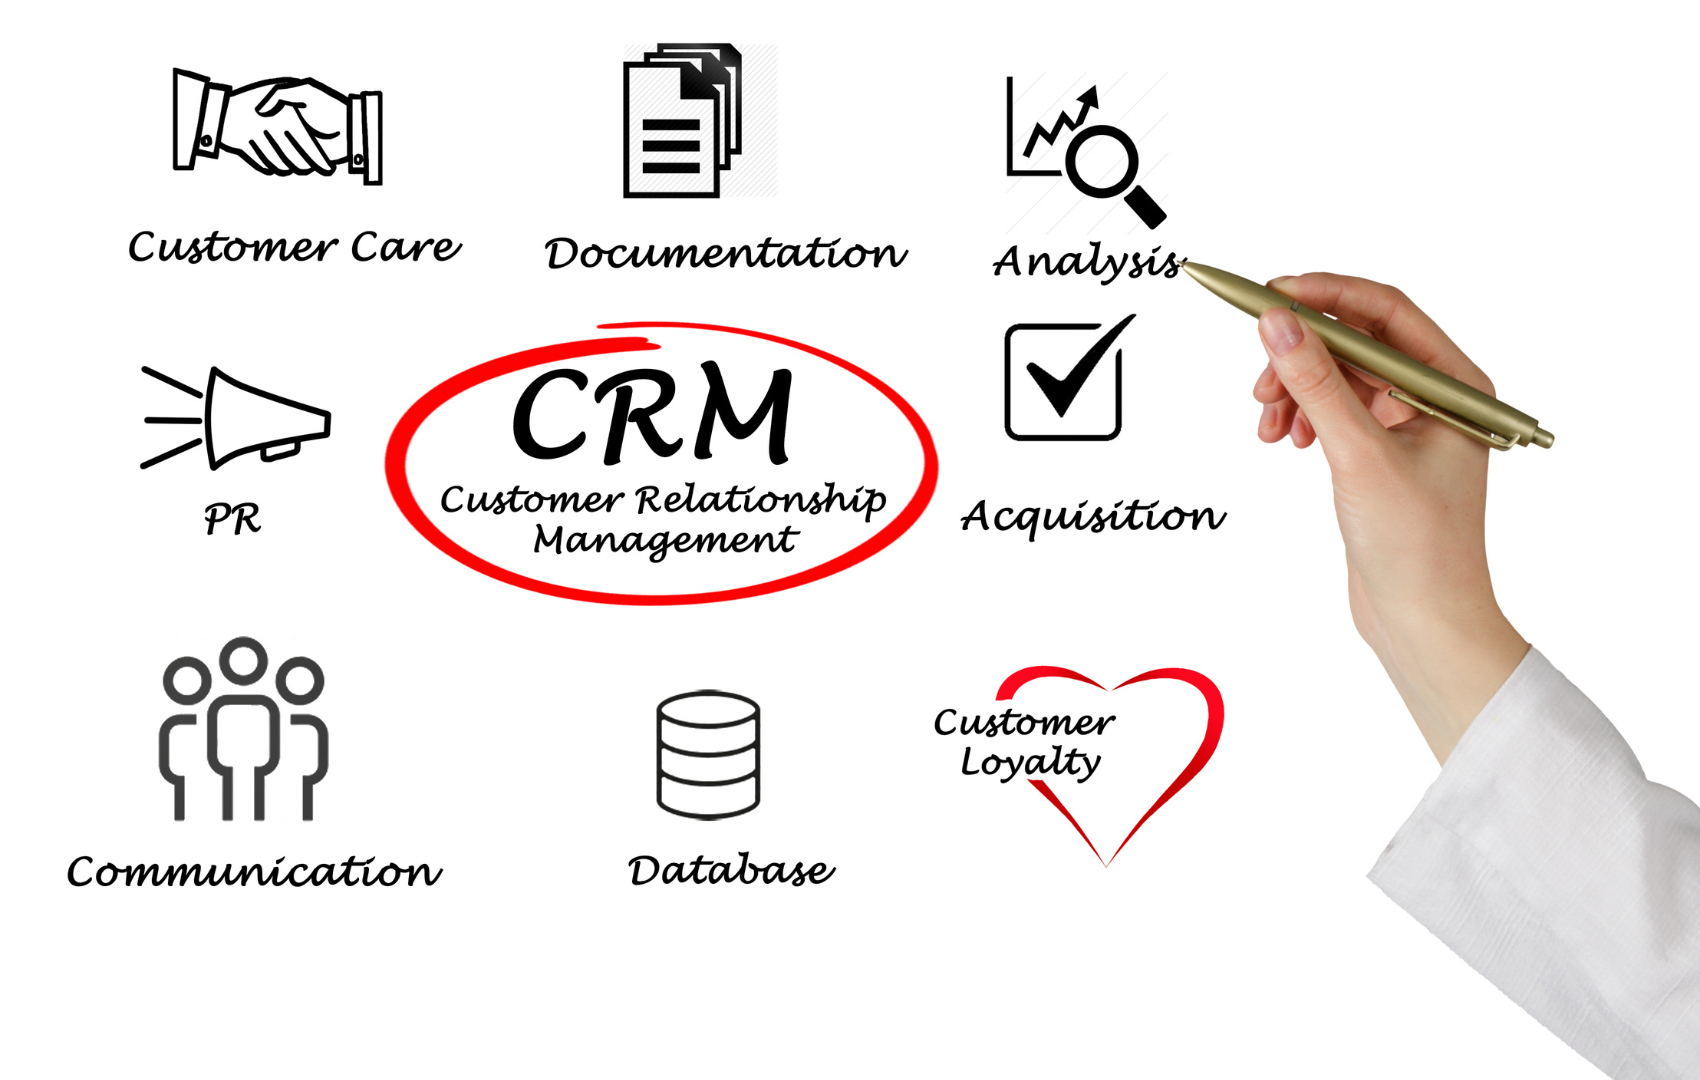 Customer Care
Documentation
Analysis
PR
CRM
Customer Relationship
Management
Acquisition
Communication
Database
Customer
Loyalty